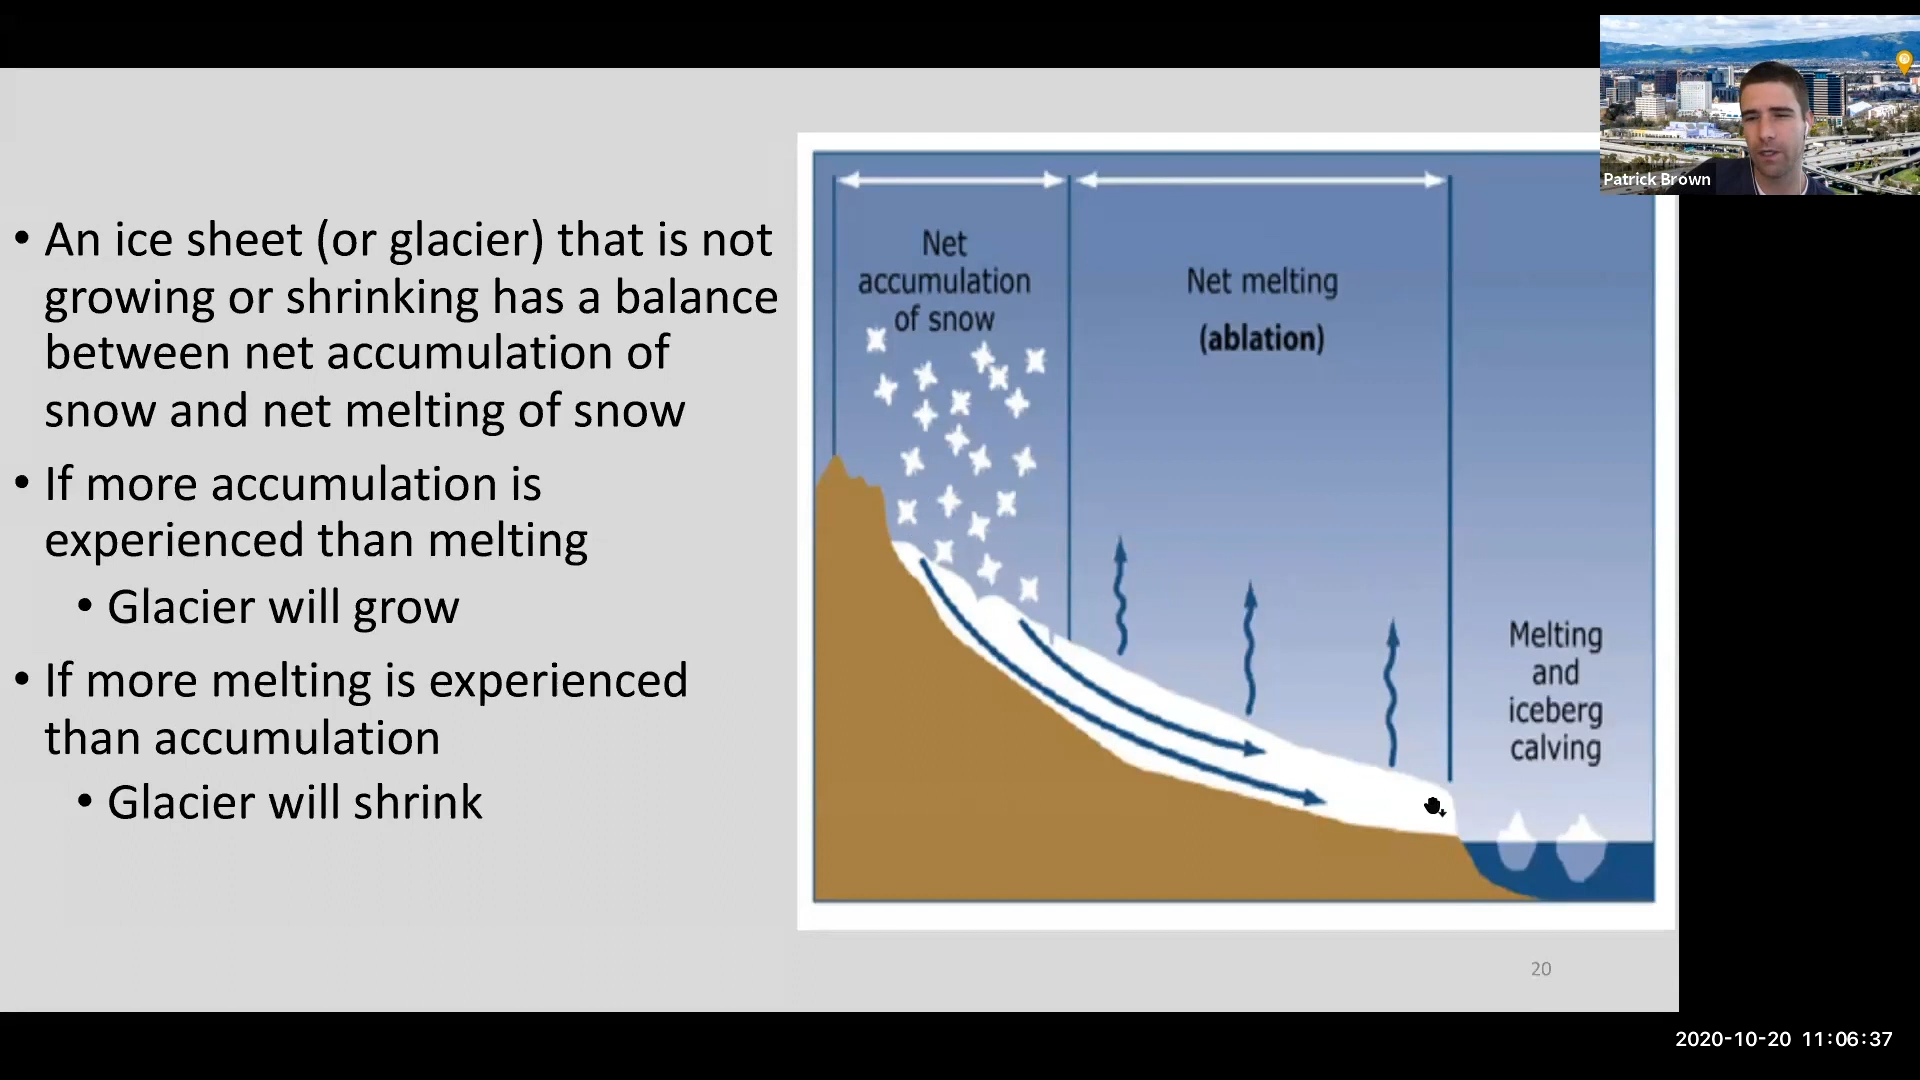 Patrick Brown
• An ice sheet (or glacier) that is not
growing or shrinking has a balance
between net accumulation of
snow and net melting of snow
• If more accumulation is
experienced than melting
• Glacier will grow
• If more melting is experienced
than accumulation
• Glacier will shrink
Net
accumulation
of snow
Net melting
(ablation)
Melting
and
iceberg
calving
20
2020-10-20 11:06:37